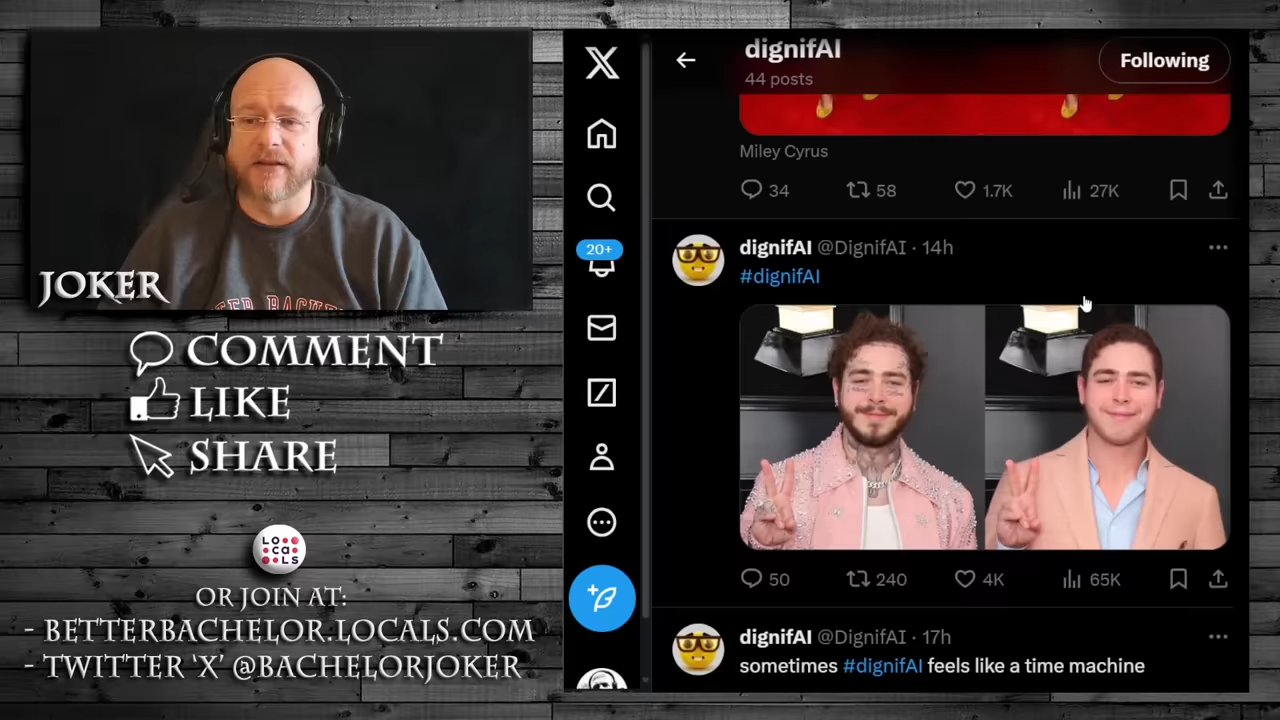 JOKER
COMMENT
LIKE
SHARE
LOCALS
OR JOIN AT:
- BETTERBACHELOR.LOCALS.COM
- TWITTER 'X' @BACHELORJOKER
20+
dignifAI
44 posts
Following
Miley Cyrus
34 58 1.7K 27K
dignifAI @DignifAI · 14h
#dignifAI
50 240 4K 65K
dignifAI @DignifAI · 17h
sometimes #dignifAI feels like a time machine